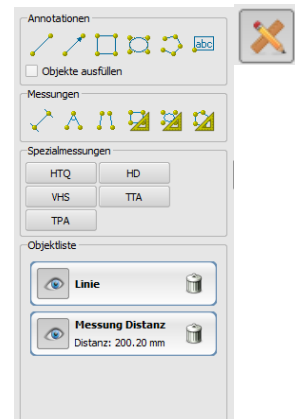 Annotationen
abc
Objekte ausfüllen
Messungen
Spezialmessungen
HTQ HD
VHS TTA
TPA
Objektliste
Linie
Messung Distanz
Distanz: 200.20 mm